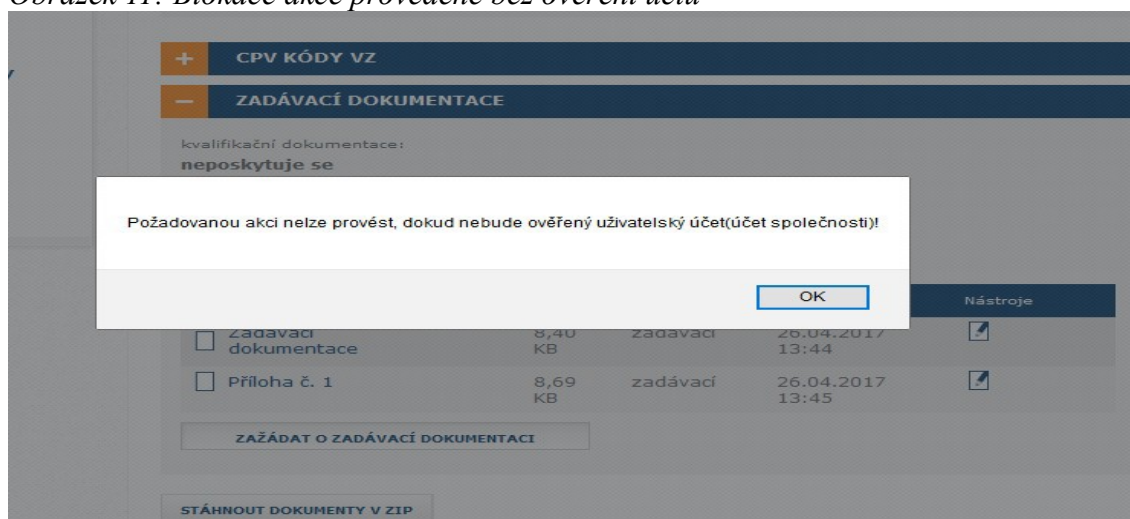 Obrázek 11: Blokace akce provedené bez ověření účtu
CPV KÓDY VZ
ZADÁVACÍ DOKUMENTACE
kvalifikační dokumentace:
neposkytuje se
Požadovanou akci nelze provést, dokud nebude ověřený uživatelský účet(účet společnosti)!
OK
Nástroje
Zadávací dokumentace 8,40 KB zadávací 26.04.2017 13:44
Příloha č. 1 8,69 KB zadávací 26.04.2017 13:45
ZAŽÁDAT O ZADÁVACÍ DOKUMENTACI
STÁHNOUT DOKUMENTY V ZIP